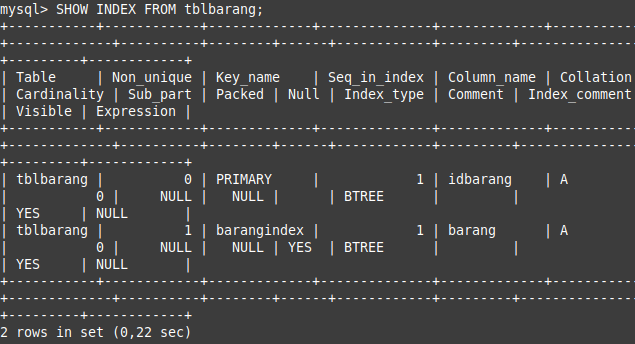 mysql> SHOW INDEX FROM tblbarang;
+-----------+------------+-------------+--------------+-------------+-----------
+-------------+----------+--------+------+------------+---------+---------------
+---------+------------+
| Table     | Non_unique | Key_name    | Seq_in_index | Column_name | Collation
| Cardinality | Sub_part | Packed | Null | Index_type | Comment | Index_comment
| Visible | Expression |
+-----------+------------+-------------+--------------+-------------+-----------
+-------------+----------+--------+------+------------+---------+---------------
+---------+------------+
| tblbarang |          0 | PRIMARY     |            1 | idbarang    | A
|           0 |     NULL |   NULL |      | BTREE      |         |
| YES     | NULL       |
| tblbarang |          1 | barangindex |            1 | barang      | A
|           0 |     NULL |   NULL | YES  | BTREE      |         |
| YES     | NULL       |
+-----------+------------+-------------+--------------+-------------+-----------
+-------------+----------+--------+------+------------+---------+---------------
+---------+------------+
2 rows in set (0,22 sec)